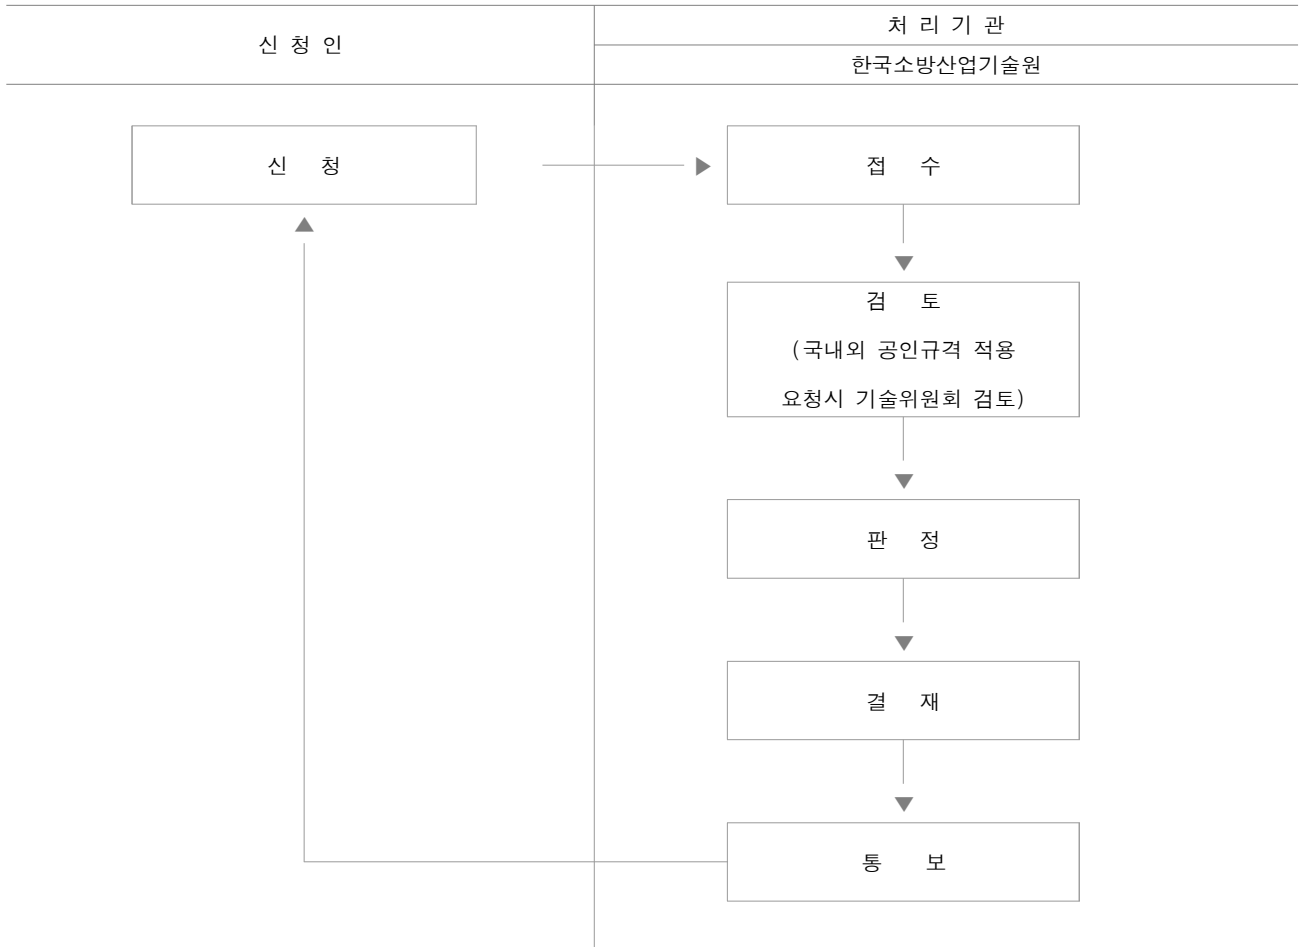 신 청 인
처 리 기 관
한국소방산업기술원
신 청
접 수
검 토
(국내외 공인규격 적용
요청시 기술위원회 검토)
판 정
결 재
통 보